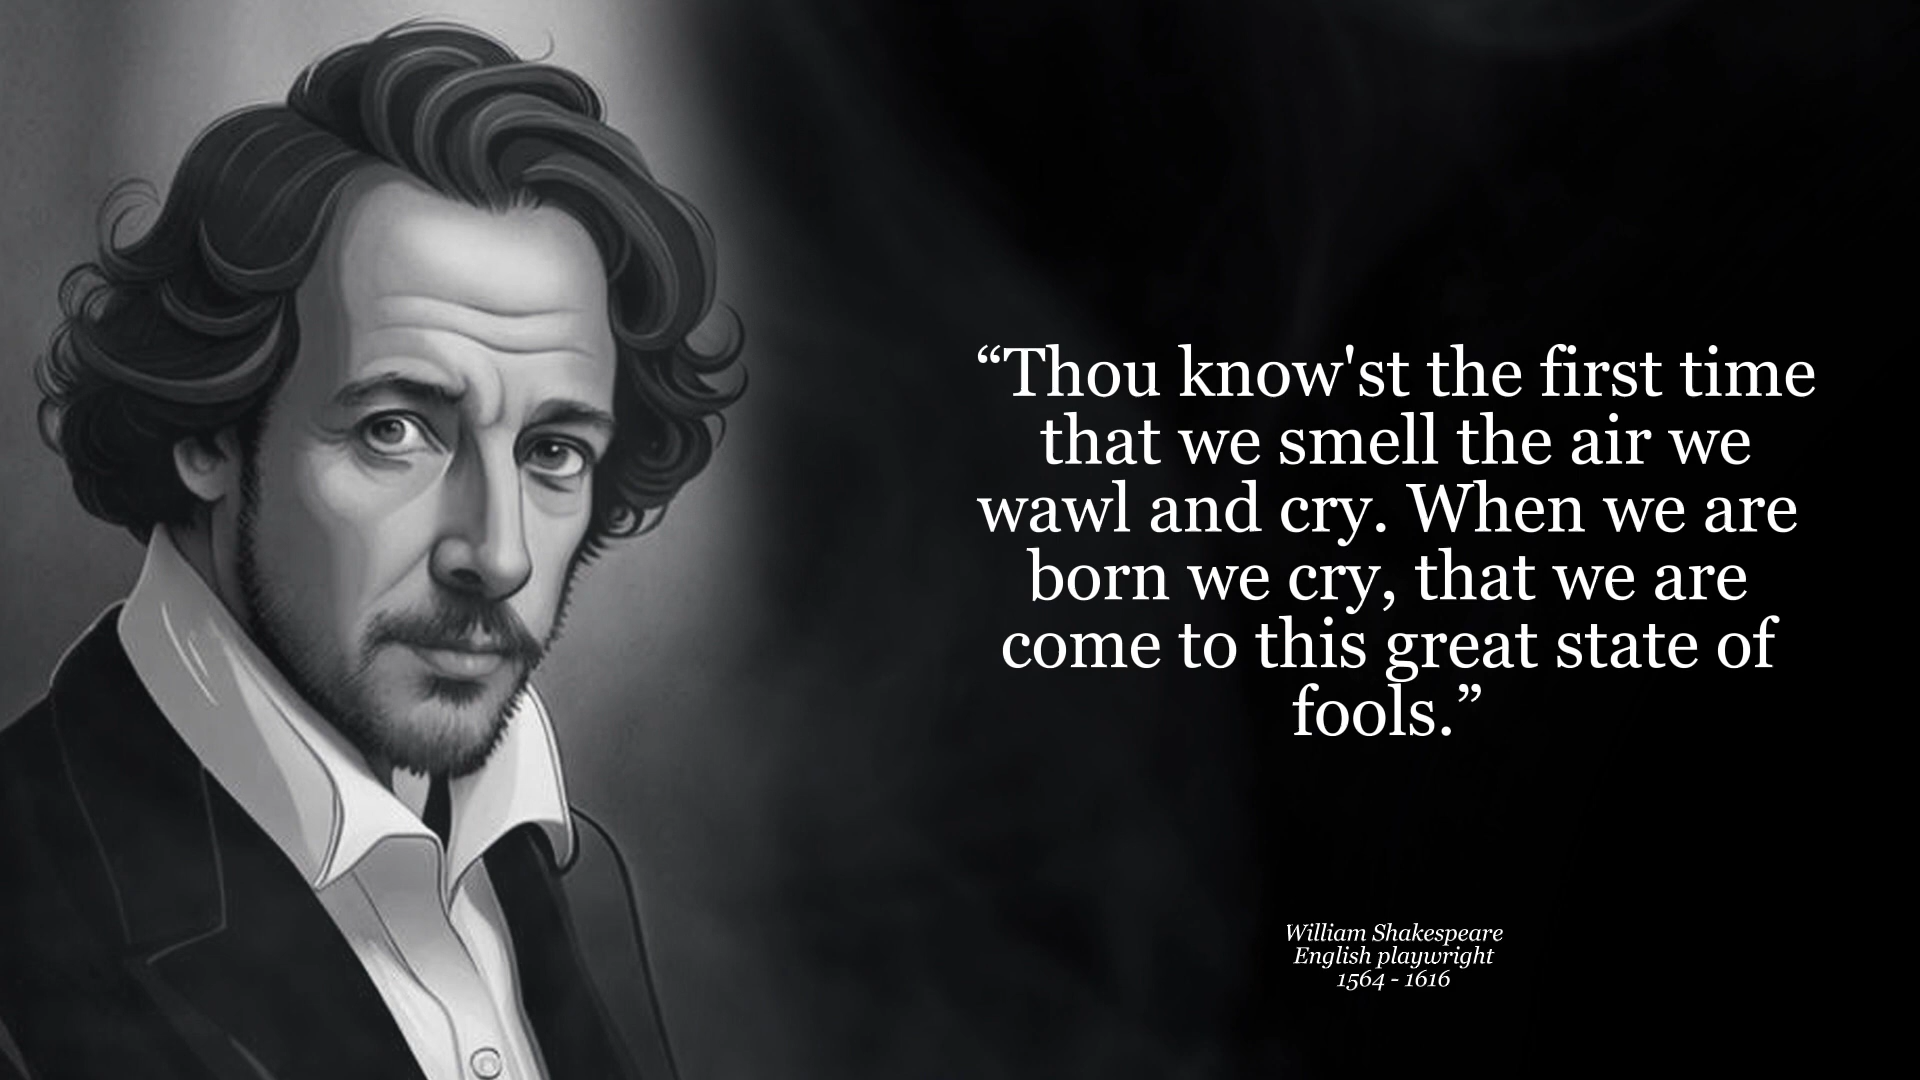 “Thou know'st the first time
that we smell the air we
wawl and cry. When we are
born we cry, that we are
come to this great state of
fools.”
William Shakespeare
English playwright
1564 - 1616